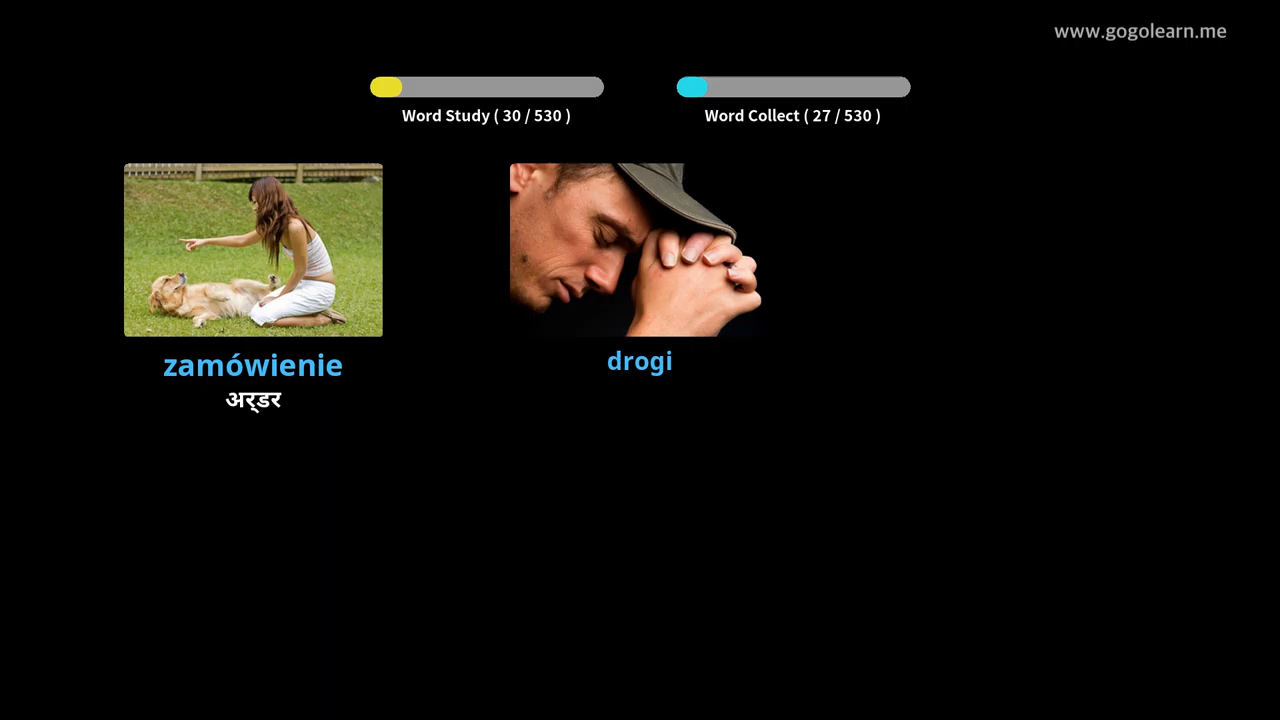 www.gogolearn.me
Word Study ( 30 / 530 )
Word Collect ( 27 / 530 )
zamówienie
अर्‍डर
drogi